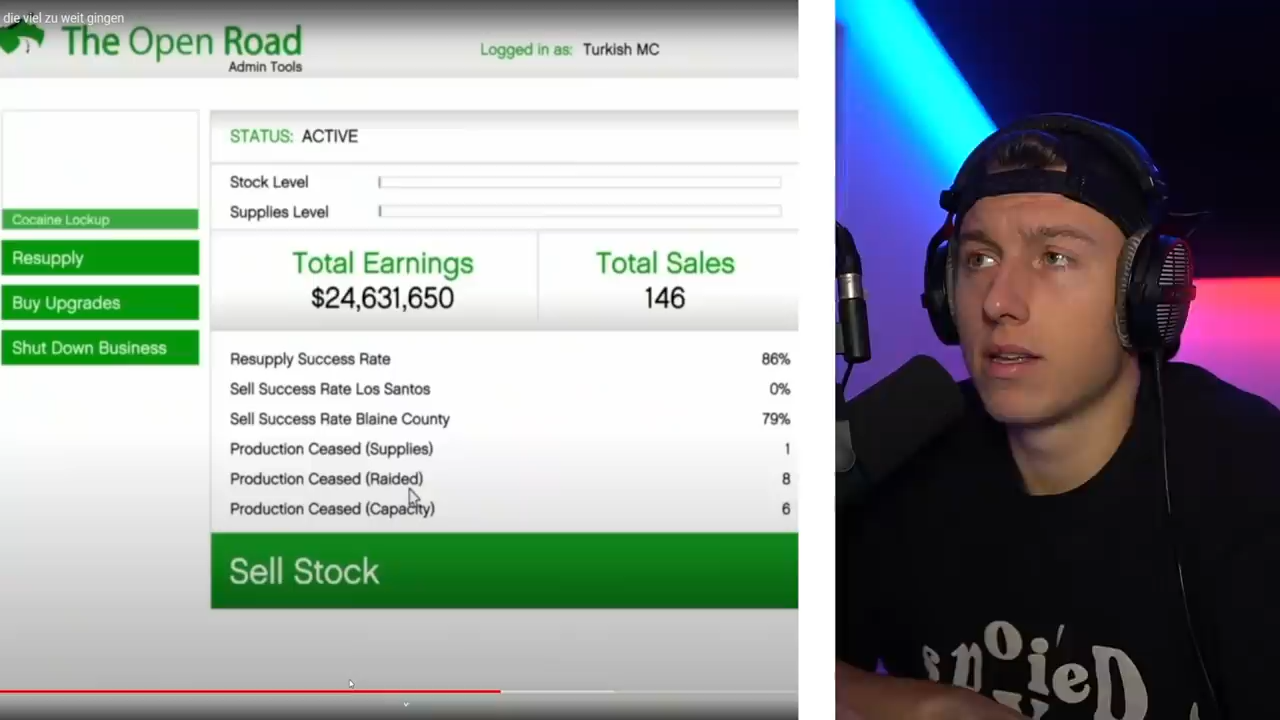 die viel zu weit gingen
The Open Road
Admin Tools
Logged in as: Turkish MC
STATUS: ACTIVE
Stock Level
Supplies Level
Cocaine Lockup
Resupply
Buy Upgrades
Shut Down Business
Total Earnings
$24,631,650
Total Sales
146
Resupply Success Rate 86%
Sell Success Rate Los Santos 0%
Sell Success Rate Blaine County 79%
Production Ceased (Supplies) 1
Production Ceased (Raided) 8
Production Ceased (Capacity) 6
Sell Stock